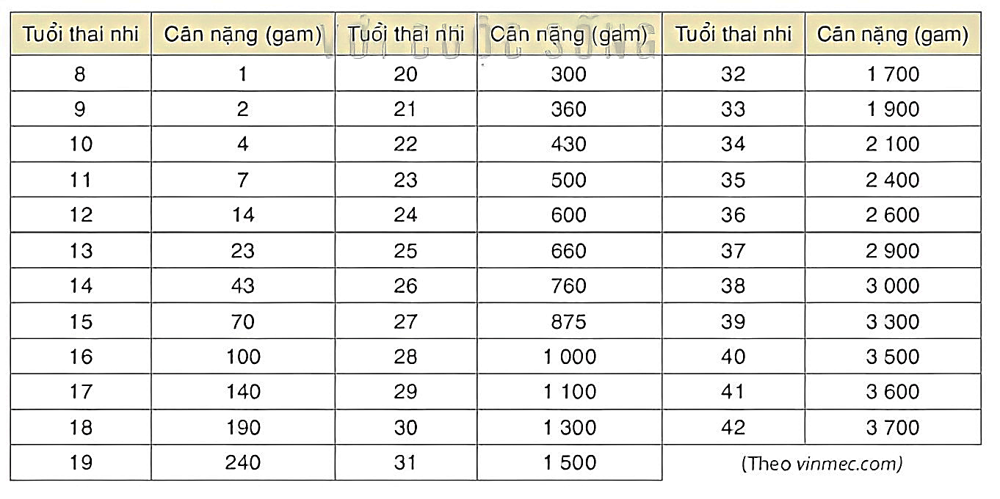 Tuổi thai nhi Cân nặng (gam) Tuổi thai nhi Cân nặng (gam) Tuổi thai nhi Cân nặng (gam)
8 1 20 300 32 1 700
9 2 21 360 33 1 900
10 4 22 430 34 2 100
11 7 23 500 35 2 400
12 14 24 600 36 2 600
13 23 25 660 37 2 900
14 43 26 760 38 3 000
15 70 27 875 39 3 300
16 100 28 1 000 40 3 500
17 140 29 1 100 41 3 600
18 190 30 1 300 42 3 700
19 240 31 1 500 (Theo vinmec.com)
VỚI CUỘC SỐNG